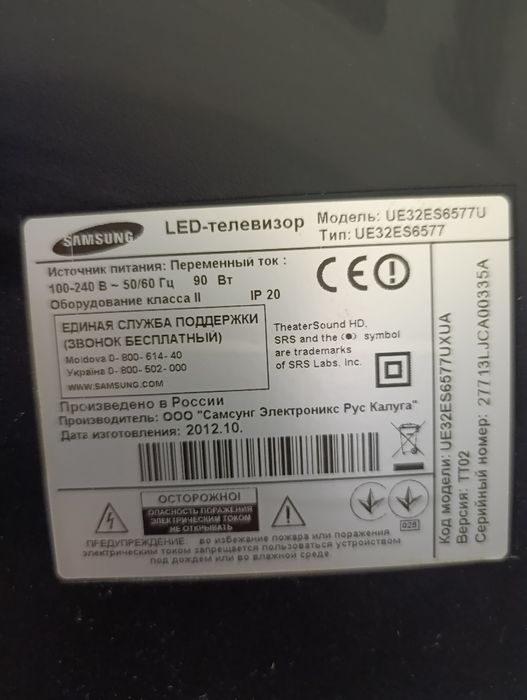 SAMSUNG
LED-телевизор
Модель: UE32ES6577U
Тип: UE32ES6577
Источник питания: Переменный ток :
100-240 В ~ 50/60 Гц 90 Вт
Оборудование класса II IP 20
CE
ЕДИНАЯ СЛУЖБА ПОДДЕРЖКИ
(ЗВОНОК БЕСПЛАТНЫЙ)
Moldova 0- 800- 614- 40
Україна 0- 800- 502- 000
WWW.SAMSUNG.COM
TheaterSound HD,
SRS and the (●) symbol
are trademarks
of SRS Labs, Inc.
Произведено в России
Производитель: ООО "Самсунг Электроникс Рус Калуга"
Дата изготовления: 2012.10.
ОСТОРОЖНО!
ОПАСНОСТЬ ПОРАЖЕНИЯ
ЭЛЕКТРИЧЕСКИМ ТОКОМ
НЕ ОТКРЫВАТЬ
028
ПРЕДУПРЕЖДЕНИЕ: во избежание пожара или поражения
электрическим током запрещается пользоваться устройством
под дождем или во влажной среде.
Код модели: UE32ES6577UXUA
Версия: TT02
Серийный номер: 27713LJCA00335A